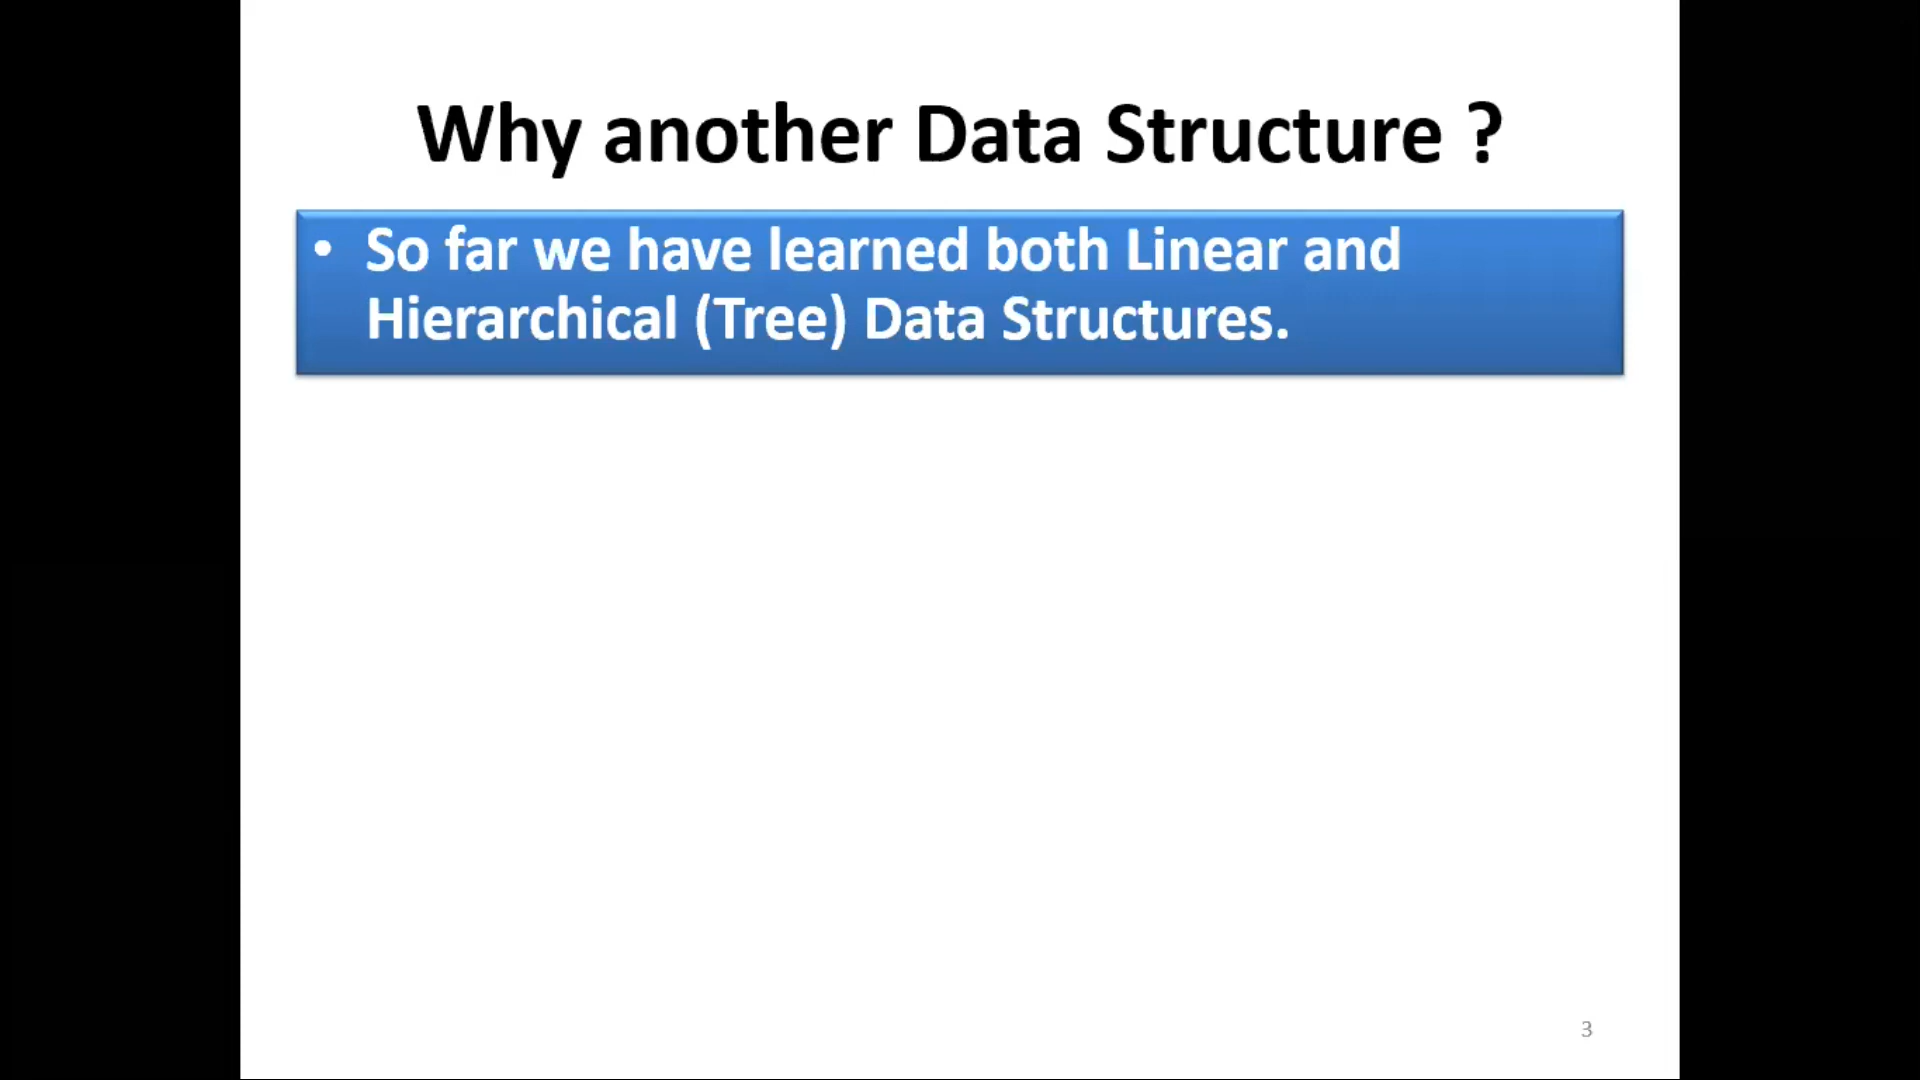 Why another Data Structure ?
• So far we have learned both Linear and
Hierarchical (Tree) Data Structures.
3